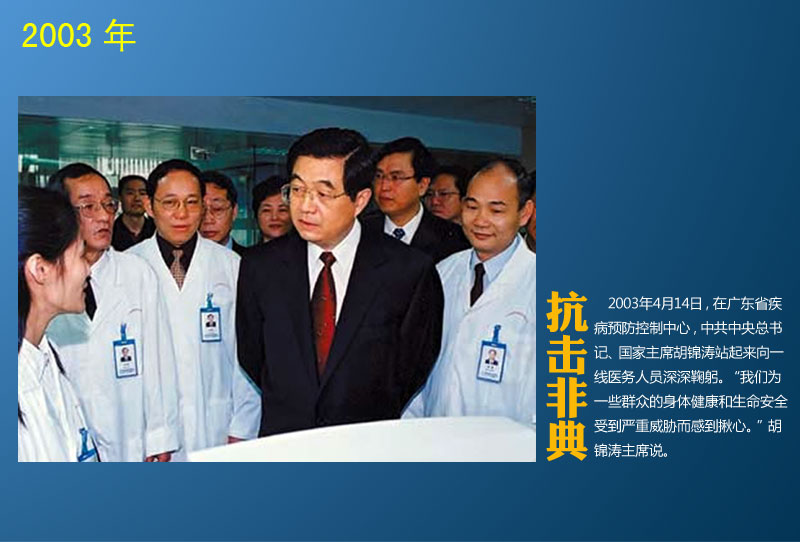 2003 年
抗击非典
2003年4月14日,在广东省疾
病预防控制中心,中共中央总书
记、国家主席胡锦涛站起来向一
线医务人员深深鞠躬。“我们为
一些群众的身体健康和生命安全
受到严重威胁而感到揪心。”胡
锦涛主席说。